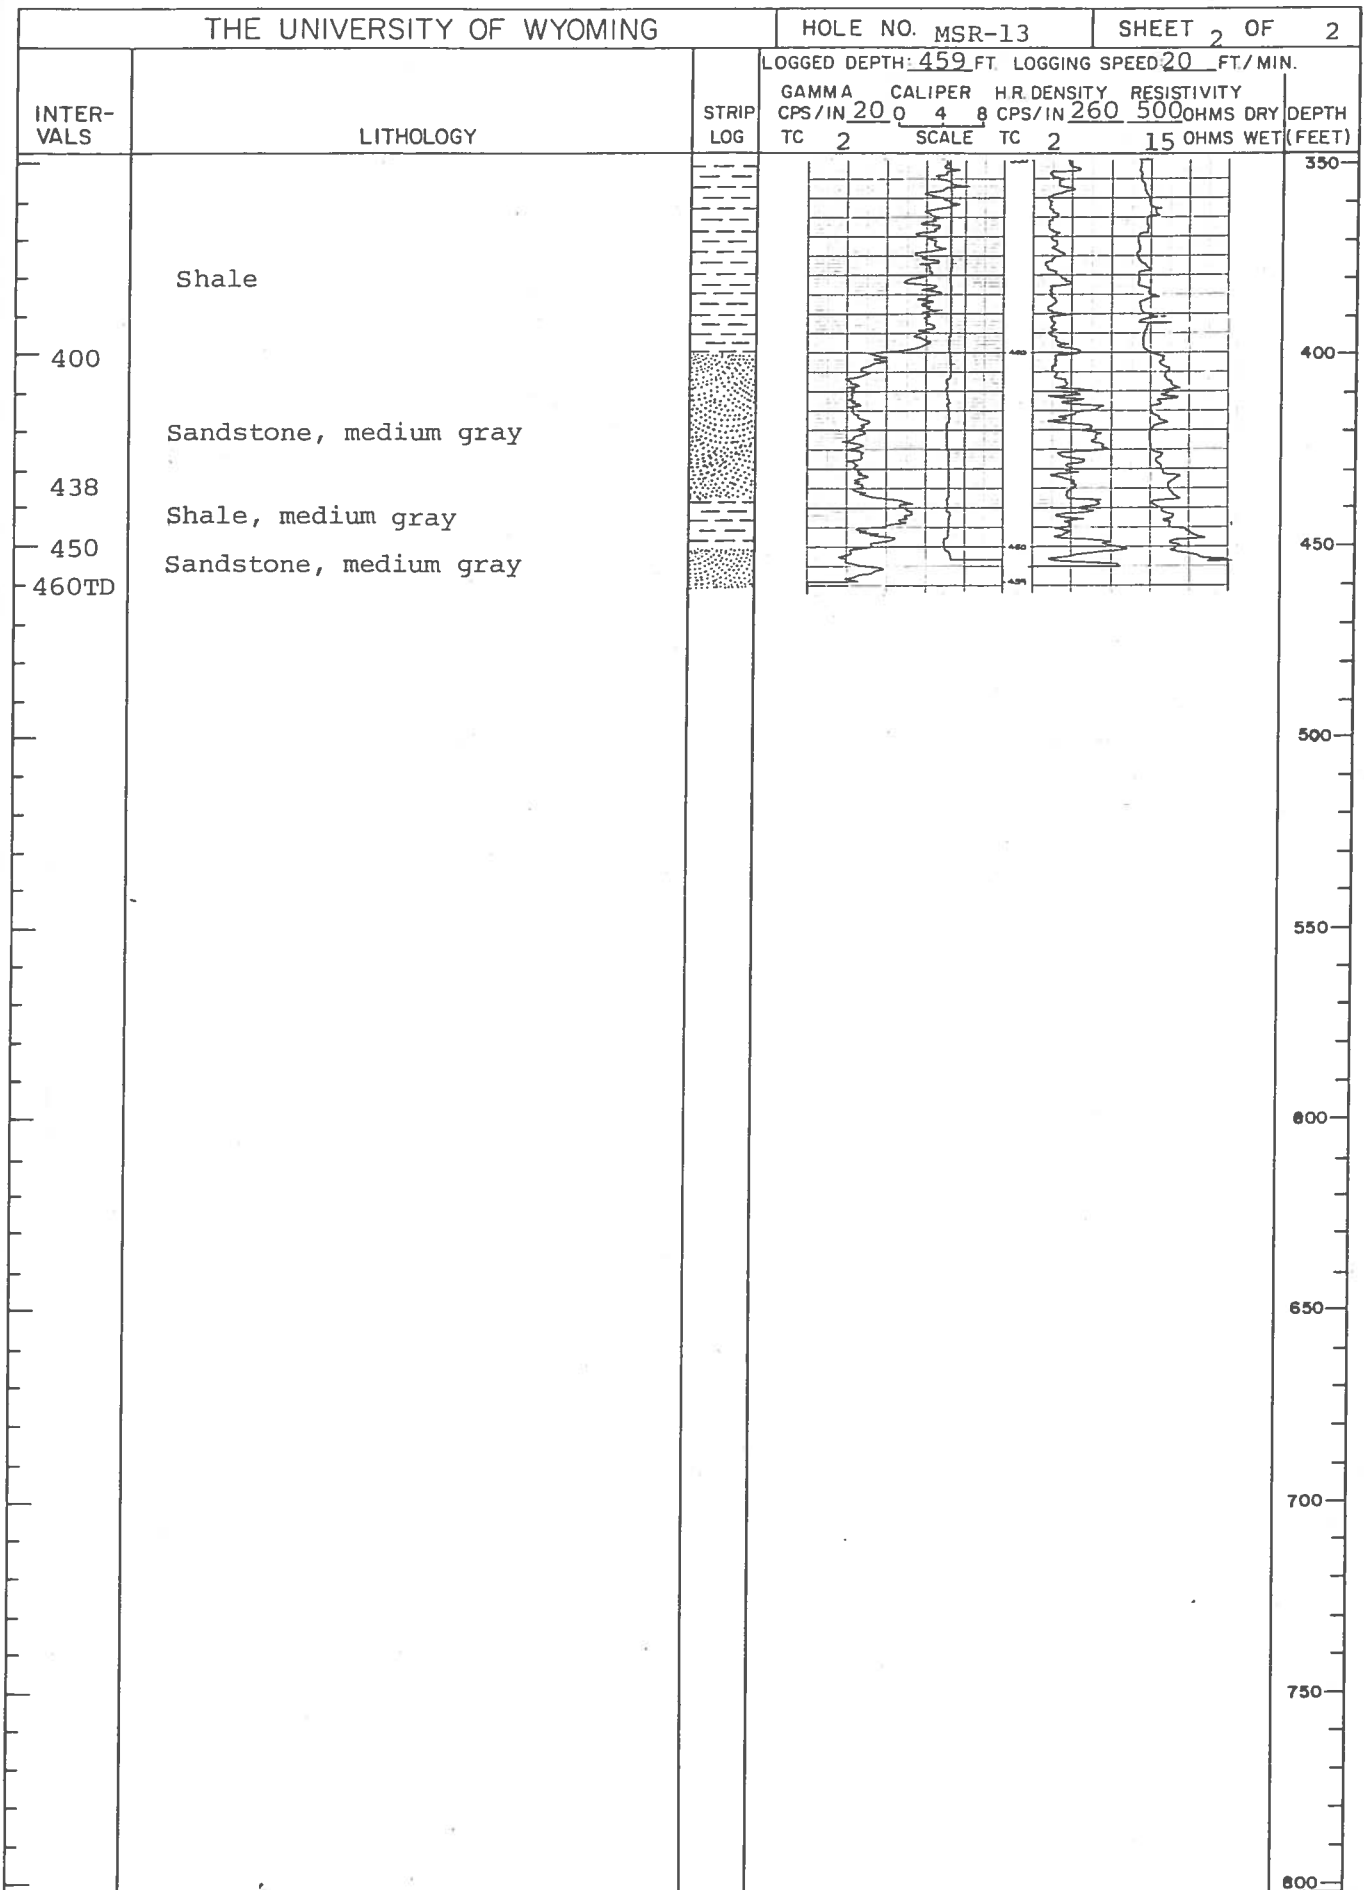 THE UNIVERSITY OF WYOMING HOLE NO. MSR-13 SHEET 2 OF 2
LOGGED DEPTH: 459 FT. LOGGING SPEED 20 FT./MIN.
INTER-
VALS
LITHOLOGY
STRIP
LOG
GAMMA CALIPER H.R. DENSITY RESISTIVITY
CPS/IN 20 0 4 8 CPS/IN 260 500 OHMS DRY
TC 2 SCALE TC 2 15 OHMS WET
DEPTH
(FEET)
350
Shale
400 400 400
Sandstone, medium gray
438
Shale, medium gray
450 450 450
Sandstone, medium gray
460TD 459
500
550
600
650
700
750
800